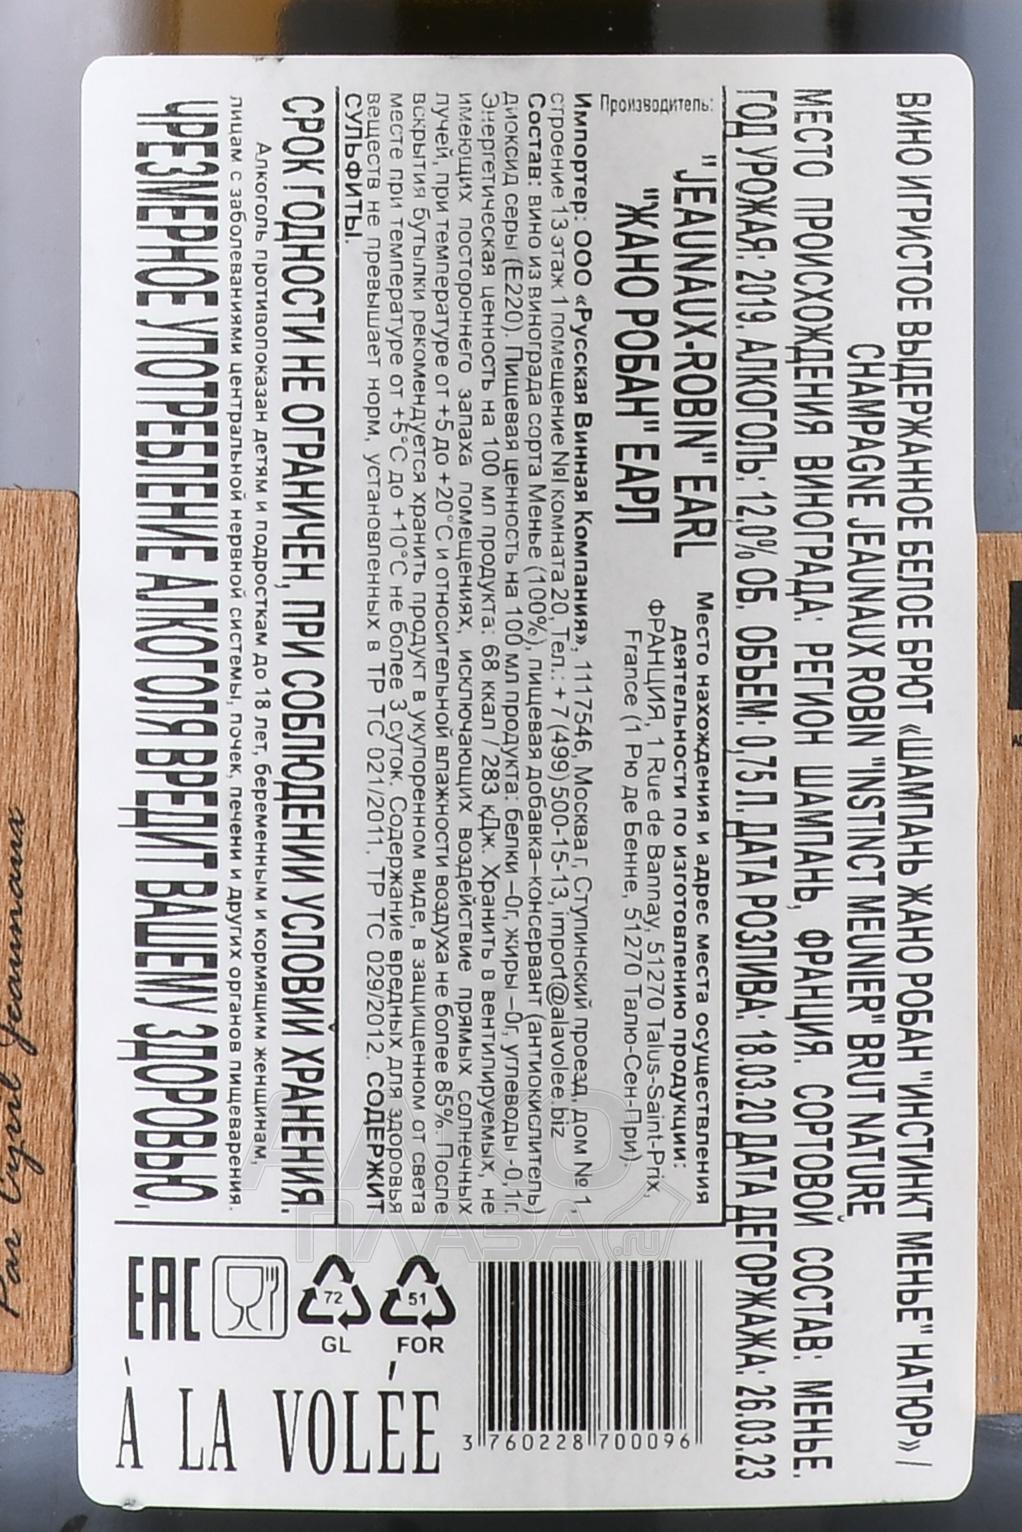 ВИНО ИГРИСТОЕ ВЫДЕРЖАННОЕ БЕЛОЕ БРЮТ «ШАМПАНЬ ЖАНО РОБАН "ИНСТИНКТ МЕНЬЕ" НАТЮР» /
CHAMPAGNE JEAUNAUX ROBIN "INSTINCT MEUNIER" BRUT NATURE
МЕСТО ПРОИСХОЖДЕНИЯ ВИНОГРАДА: РЕГИОН ШАМПАНЬ, ФРАНЦИЯ. СОРТОВОЙ СОСТАВ: МЕНЬЕ.
ГОД УРОЖАЯ: 2019. АЛКОГОЛЬ: 12,0% ОБ. ОБЪЕМ: 0,75 Л. ДАТА РОЗЛИВА: 18.03.20 ДАТА ДЕГОРЖАЖА: 26.03.23
Производитель:
"JEAUNAUX-ROBIN" EARL
"ЖАНО РОБАН" ЕАРЛ
Место нахождения и адрес места осуществления
деятельности по изготовлению продукции:
ФРАНЦИЯ, 1 Rue de Bannay, 51270 Talus-Saint-Prix,
France (1 Рю де Бенне, 51270 Талю-Сен-При).
Импортер: ООО «Русская Винная Компания», 1117546, Москва г, Ступинский проезд, дом № 1,
строение 13 этаж 1 помещение №I комната 20, Тел.: + 7 (499) 500-15-13, import@alavolee.biz
Состав: вино из винограда сорта Менье (100%), пищевая добавка–консервант (антиокислитель)
диоксид серы (Е220). Пищевая ценность на 100 мл продукта: белки –0г, жиры –0г, углеводы -0,1г.
Энергетическая ценность на 100 мл продукта: 68 ккал / 283 кДж. Хранить в вентилируемых, не
имеющих постороннего запаха помещениях, исключающих воздействие прямых солнечных
лучей, при температуре от +5 до +20°С и относительной влажности воздуха не более 85%. После
вскрытия бутылки рекомендуется хранить продукт в укупоренном виде, в защищенном от света
месте при температуре от +5°С до +10°С не более 3 суток. Содержание вредных для здоровья
веществ не превышает норм, установленных в ТР ТС 021/2011, ТР ТС 029/2012. СОДЕРЖИТ
СУЛЬФИТЫ.
СРОК ГОДНОСТИ НЕ ОГРАНИЧЕН, ПРИ СОБЛЮДЕНИИ УСЛОВИЙ ХРАНЕНИЯ.
Алкоголь противопоказан детям и подросткам до 18 лет, беременным и кормящим женщинам,
лицам с заболеваниями центральной нервной системы, почек, печени и других органов пищеварения.
ЧРЕЗМЕРНОЕ УПОТРЕБЛЕНИЕ АЛКОГОЛЯ ВРЕДИТ ВАШЕМУ ЗДОРОВЬЮ.
EAC
72
GL
51
FOR
À LA VOLÉE
3 760228 700096
Par Cyril Jeaunaux
АЛКО
ПЛАЗА
.ru